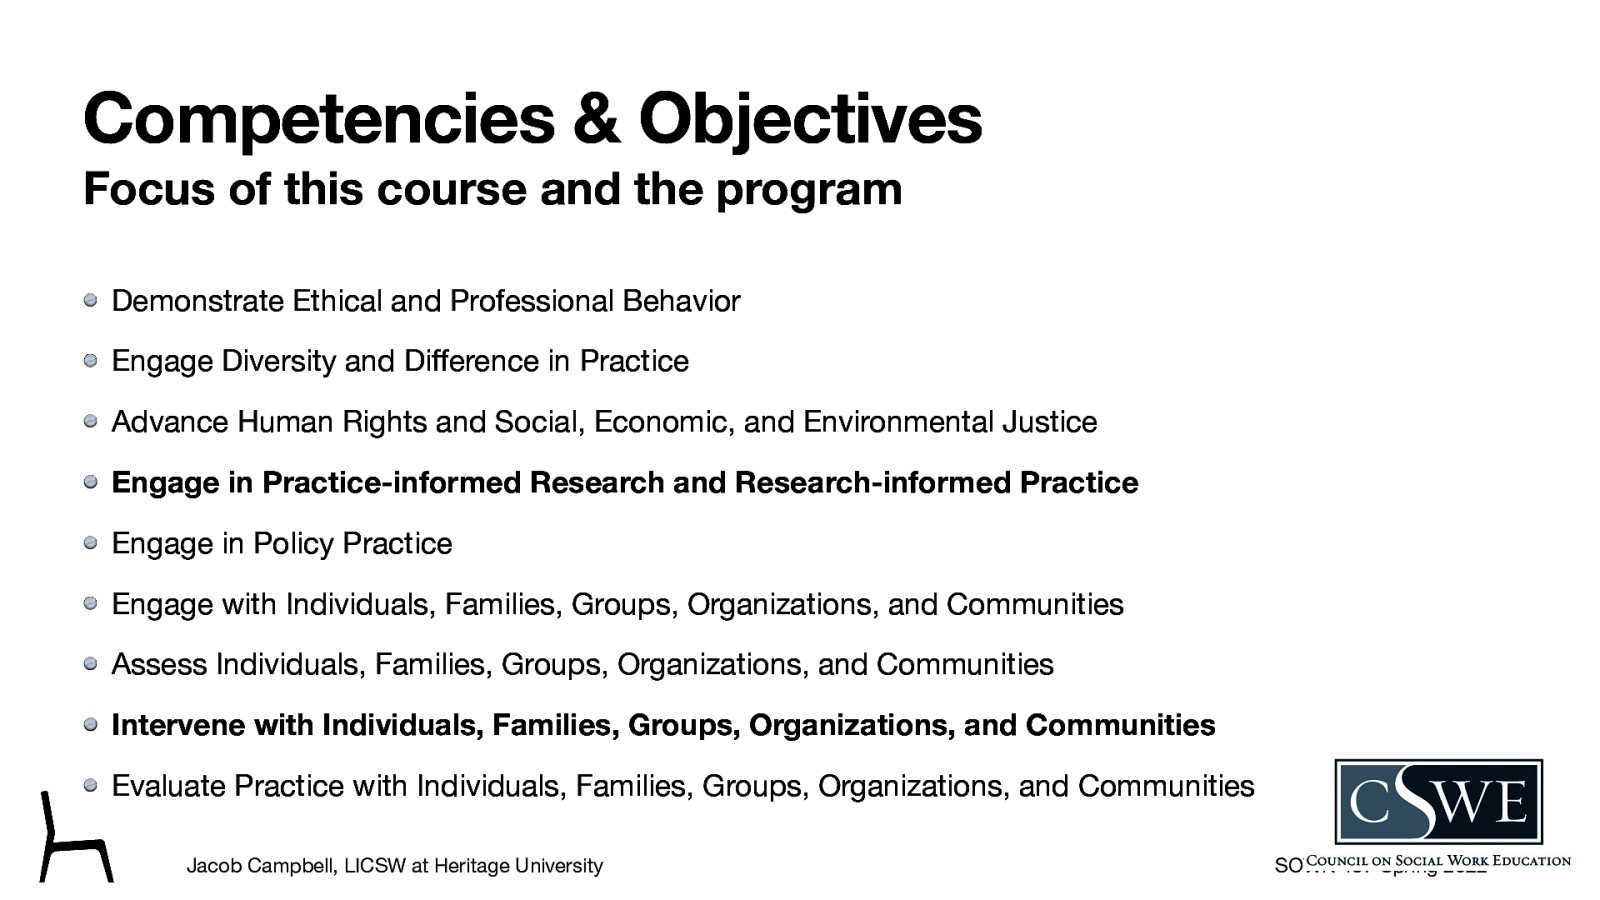 Competencies & Objectives
Focus of this course and the program
Demonstrate Ethical and Professional Behavior
Engage Diversity and Difference in Practice
Advance Human Rights and Social, Economic, and Environmental Justice
Engage in Practice-informed Research and Research-informed Practice
Engage in Policy Practice
Engage with Individuals, Families, Groups, Organizations, and Communities
Assess Individuals, Families, Groups, Organizations, and Communities
Intervene with Individuals, Families, Groups, Organizations, and Communities
Evaluate Practice with Individuals, Families, Groups, Organizations, and Communities
CSWE
Council on Social Work Education
Jacob Campbell, LICSW at Heritage University
Spring